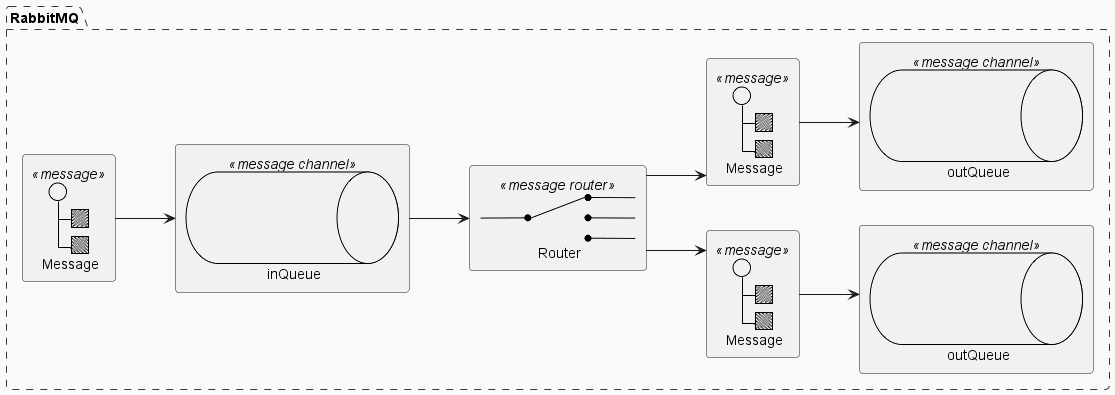 RabbitMQ
«message»
Message
«message channel»
inQueue
«message router»
Router
«message»
Message
«message channel»
outQueue
«message»
Message
«message channel»
outQueue